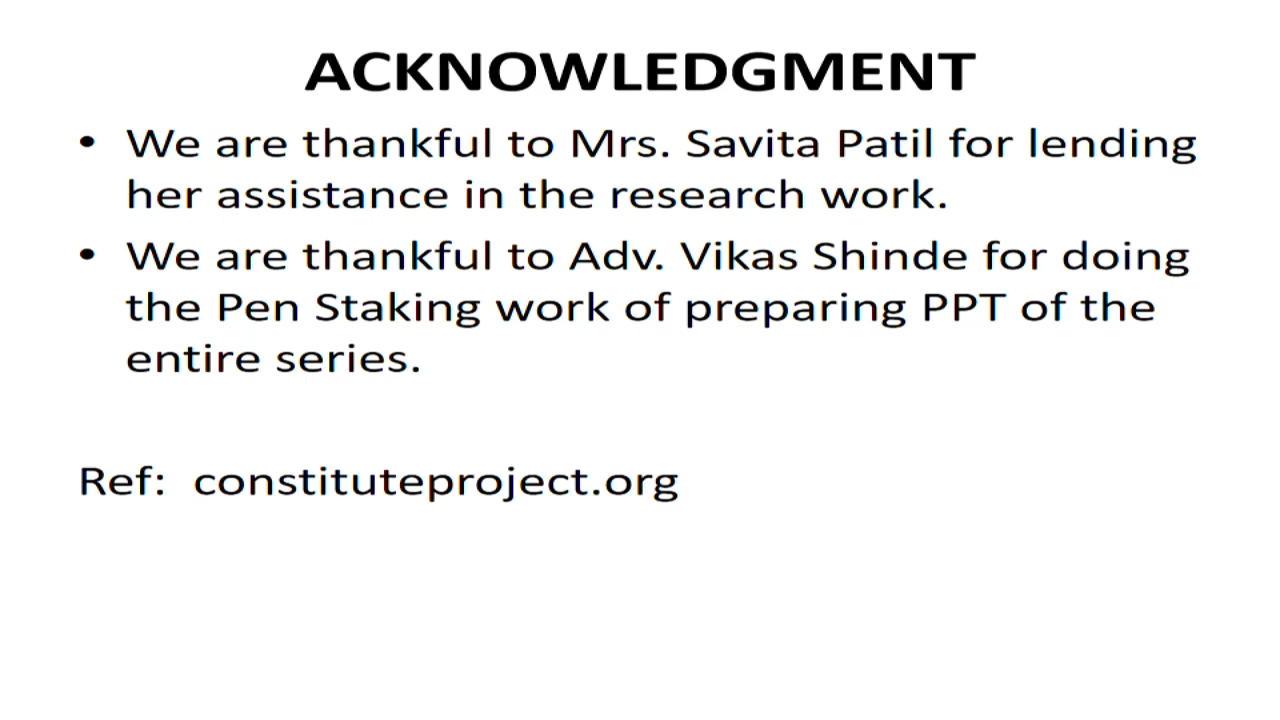 ACKNOWLEDGMENT
• We are thankful to Mrs. Savita Patil for lending
her assistance in the research work.
• We are thankful to Adv. Vikas Shinde for doing
the Pen Staking work of preparing PPT of the
entire series.
Ref: constituteproject.org